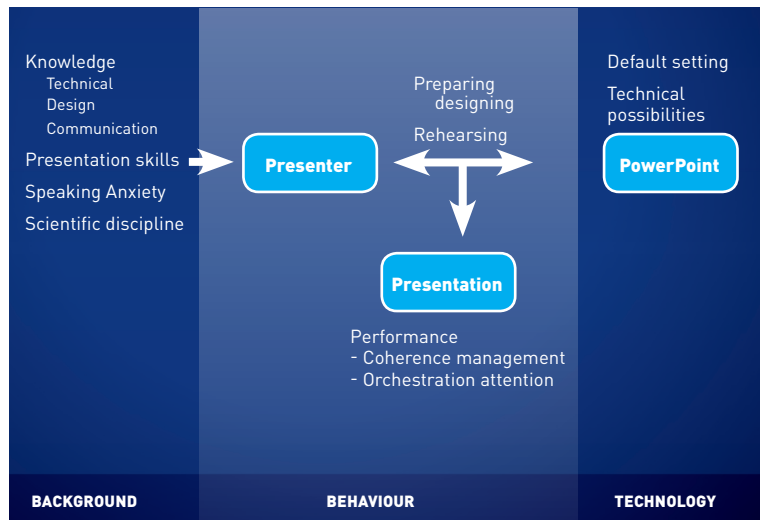 Knowledge
Technical
Design
Communication
Presentation skills
Speaking Anxiety
Scientific discipline
Presenter
Preparing
designing
Rehearsing
Presentation
Performance
- Coherence management
- Orchestration attention
Default setting
Technical
possibilities
PowerPoint
BACKGROUND
BEHAVIOUR
TECHNOLOGY